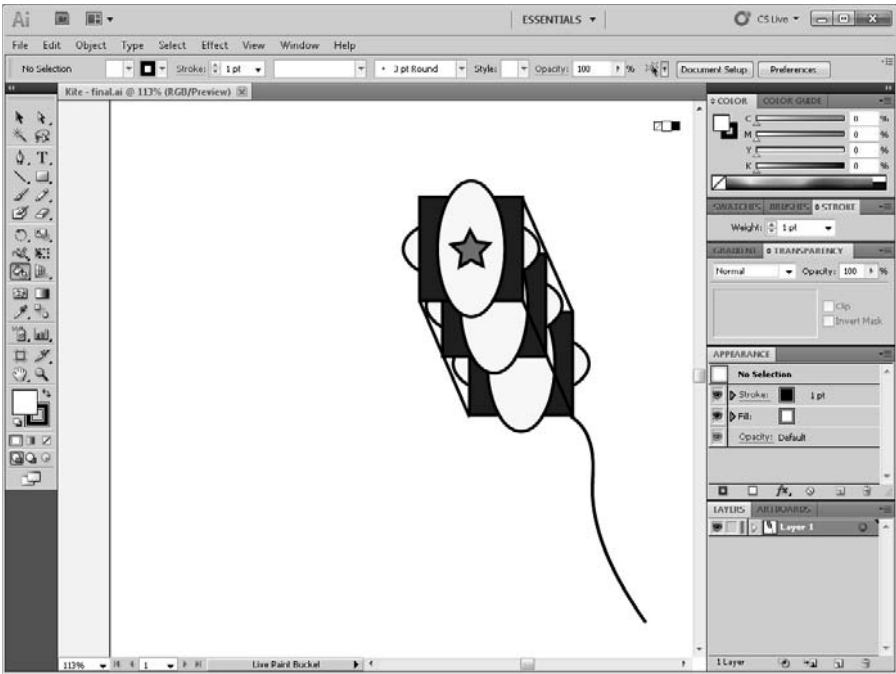 Ai Br ESSENTIALS CS Live
File Edit Object Type Select Effect View Window Help
No Selection Stroke: 1 pt 3 pt Round Style: Opacity: 100 % Document Setup Preferences
Kite - final.ai @ 113% (RGB/Preview)
COLOR COLOR GUIDE
C 0 %
M 0 %
Y 0 %
K 0 %
SWATCHES BRUSHES STROKE
Weight: 1 pt
GRADIENT TRANSPARENCY
Normal Opacity: 100 %
Clip
Invert Mask
APPEARANCE
No Selection
Stroke: 1 pt
Fill:
Opacity: Default
fx
LAYERS ARTBOARDS
Layer 1
113% 1 Live Paint Bucket 1 Layer